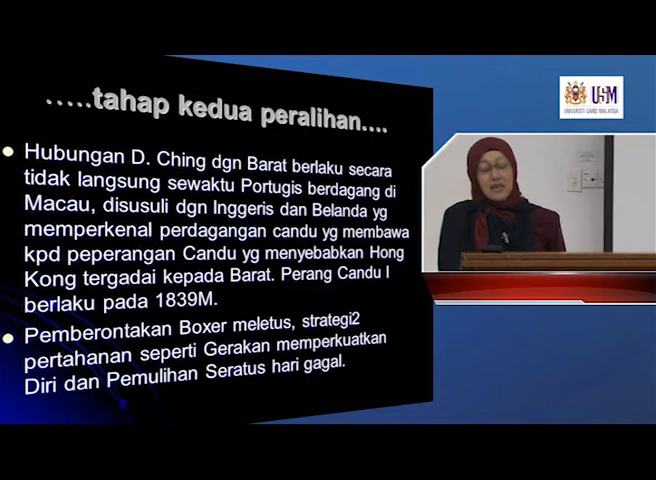 .....tahap kedua peralihan....
Hubungan D. Ching dgn Barat berlaku secara
tidak langsung sewaktu Portugis berdagang di
Macau, disusuli dgn Inggeris dan Belanda yg
memperkenal perdagangan candu yg membawa
kpd peperangan Candu yg menyebabkan Hong
Kong tergadai kepada Barat. Perang Candu I
berlaku pada 1839M.
Pemberontakan Boxer meletus, strategi2
pertahanan seperti Gerakan memperkuatkan
Diri dan Pemulihan Seratus hari gagal.
USM
UNIVERSITI SAINS MALAYSIA